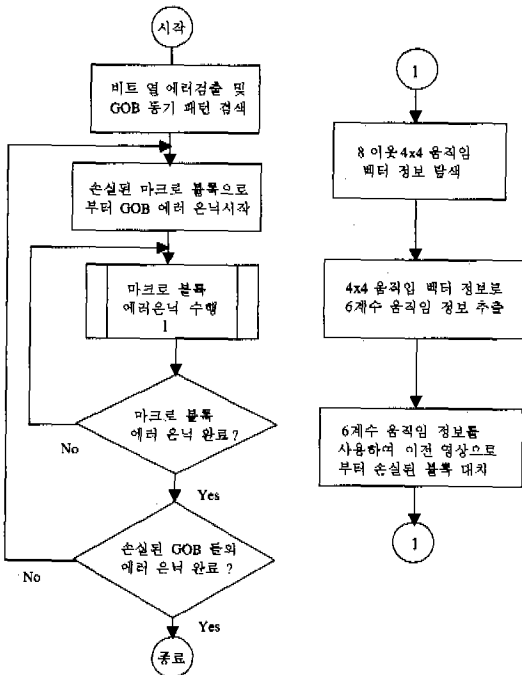 시작
비트 열 에러검출 및
GOB 동기 패턴 검색
손실된 마크로 블록으로
부터 GOB 에러 은닉시작
마크로 블록
에러은닉 수행
1
마크로 블록
에러 은닉 완료?
No
Yes
손실된 GOB 들의
에러 은닉 완료 ?
No
Yes
종료
1
8 이웃 4x4 움직임
벡터 정보 탐색
4x4 움직임 벡터 정보로
6계수 움직임 정보 추출
6계수 움직임 정보를
사용하여 이전 영상으로
부터 손실된 블록 대치
1